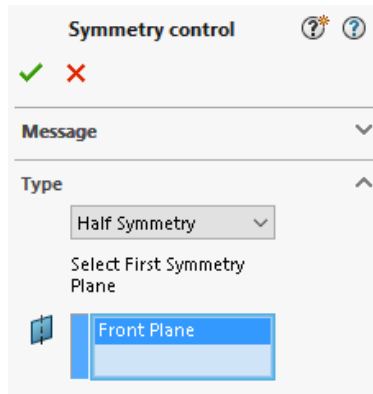 Symmetry control
Message
Type
Half Symmetry
Select First Symmetry
Plane
Front Plane